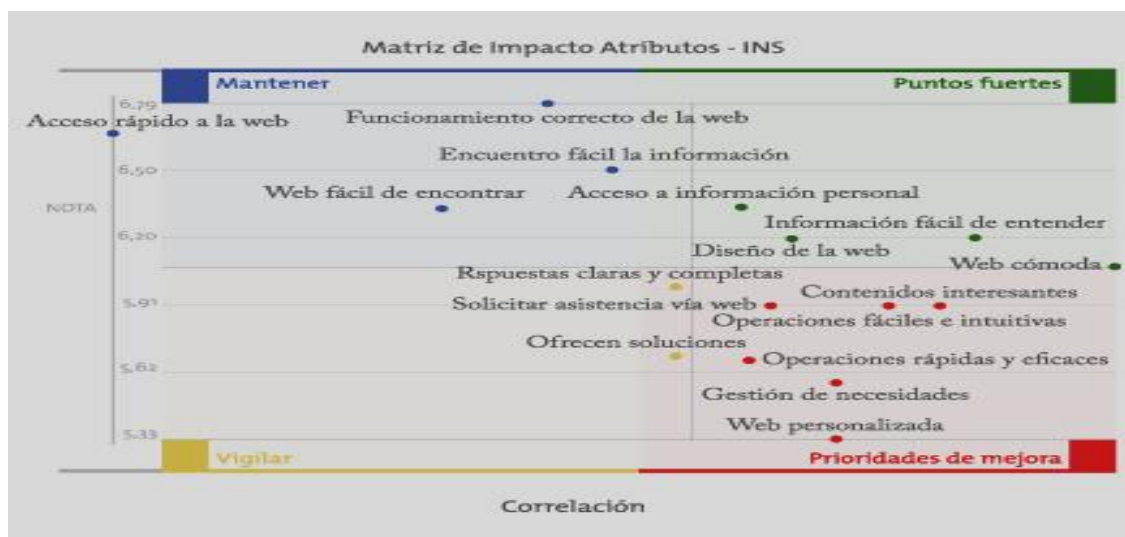 Matriz de Impacto Atributos - INS
Mantener
Puntos fuertes
6,79
Acceso rápido a la web
Funcionamiento correcto de la web
Encuentro fácil la información
6,50
Web fácil de encontrar
Acceso a información personal
NOTA
Información fácil de entender
6,20
Diseño de la web
Web cómoda
Rspuestas claras y completas
Contenidos interesantes
5,91
Solicitar asistencia vía web
Operaciones fáciles e intuitivas
Ofrecen soluciones
Operaciones rápidas y eficaces
5,62
Gestión de necesidades
Web personalizada
5,33
Vigilar
Prioridades de mejora
Correlación